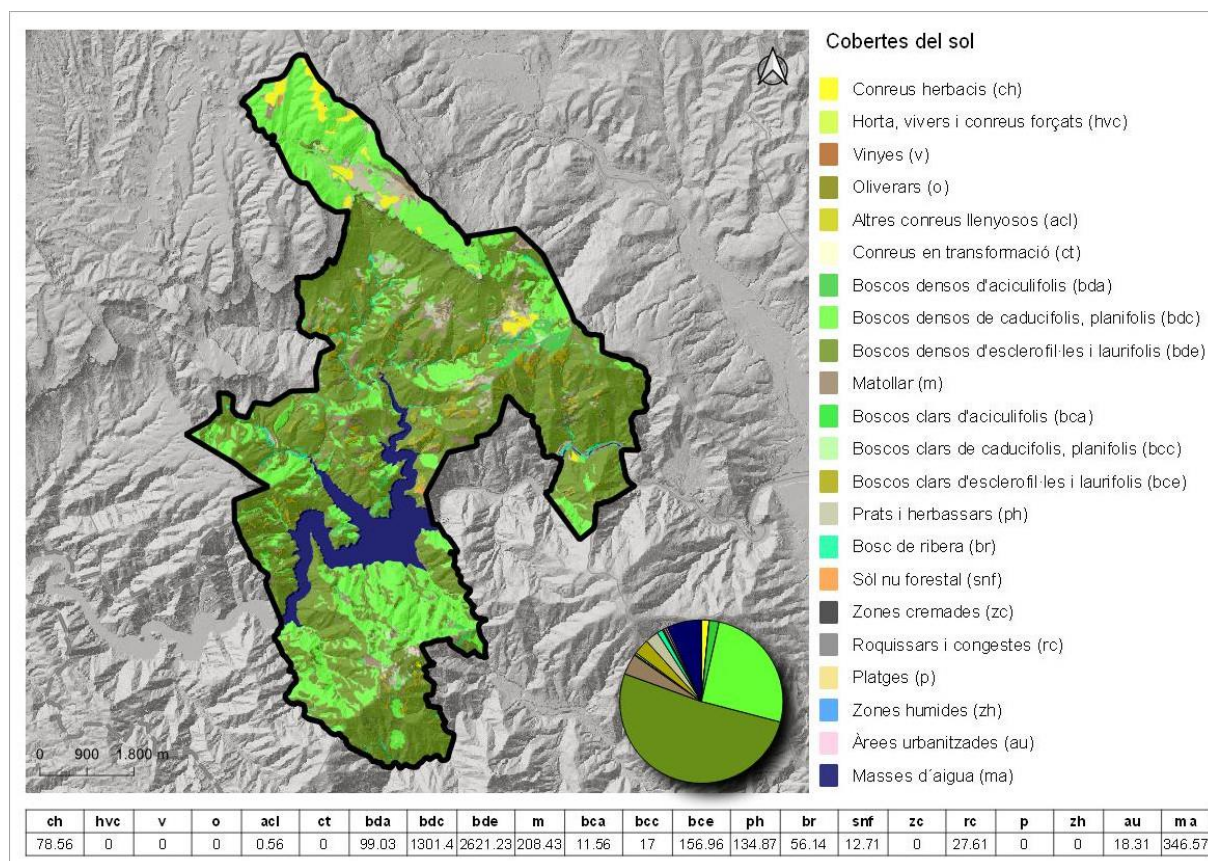 Cobertes del sol
Conreus herbacis (ch)
Horta, vivers i conreus forçats (hvc)
Vinyes (v)
Oliverars (o)
Altres conreus llenyosos (acl)
Conreus en transformació (ct)
Boscos densos d'aciculifolis (bda)
Boscos densos de caducifolis, planifolis (bdc)
Boscos densos d'esclerofil·les i laurifolis (bde)
Matollar (m)
Boscos clars d'aciculifolis (bca)
Boscos clars de caducifolis, planifolis (bcc)
Boscos clars d'esclerofil·les i laurifolis (bce)
Prats i herbassars (ph)
Bosc de ribera (br)
Sòl nu forestal (snf)
Zones cremades (zc)
Roquissars i congestes (rc)
Platges (p)
Zones humides (zh)
Àrees urbanitzades (au)
Masses d´aigua (ma)
0 900 1.800 m
ch hvc v o acl ct bda bdc bde m bca bcc bce ph br snf zc rc p zh au ma
78.56 0 0 0 0.56 0 99.03 1301.4 2621.23 208.43 11.56 17 156.96 134.87 56.14 12.71 0 27.61 0 0 18.31 346.57